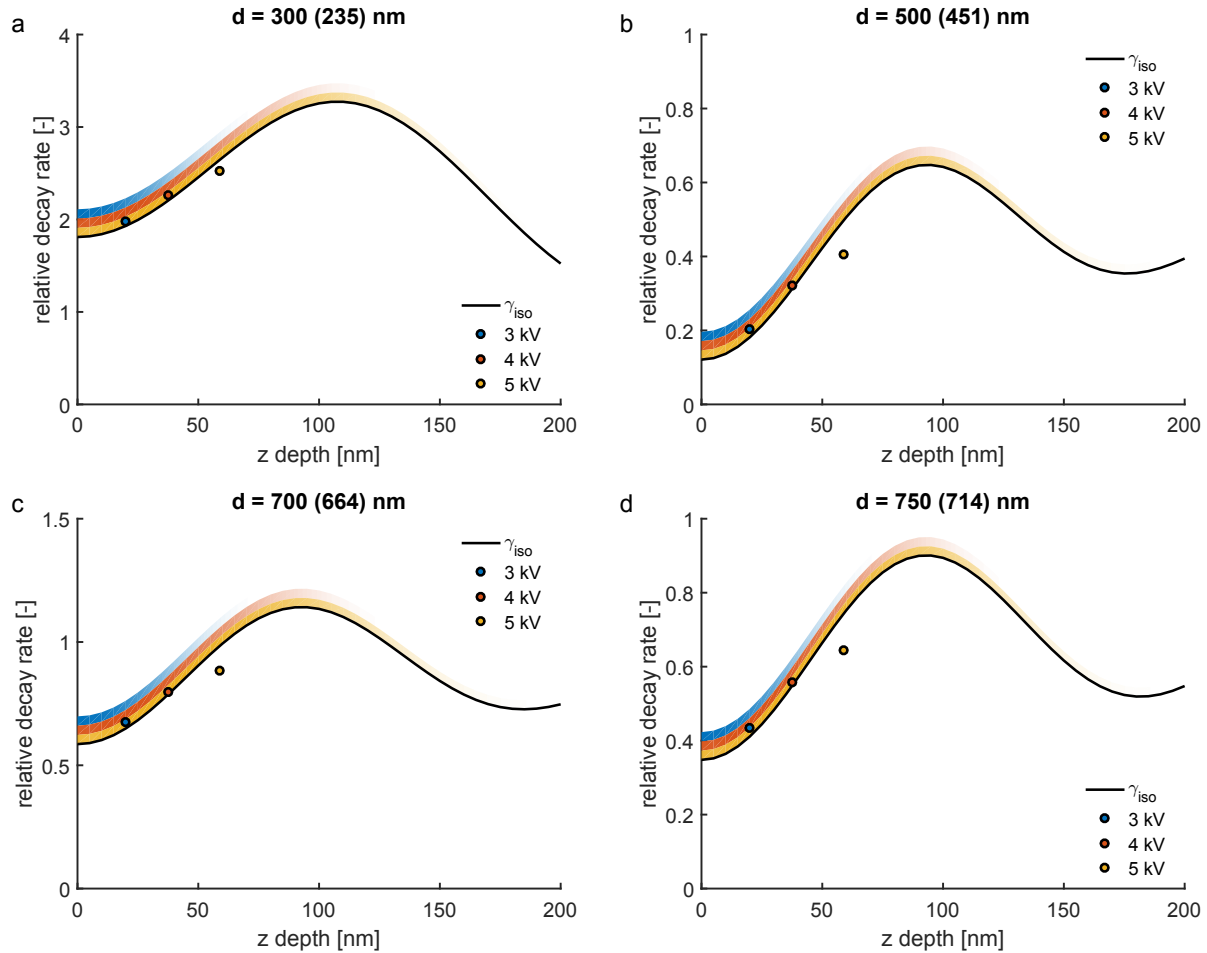 a
d = 300 (235) nm
relative decay rate [-]
4
3
2
1
0
0 50 100 150 200
z depth [nm]
γiso
3 kV
4 kV
5 kV
b
d = 500 (451) nm
relative decay rate [-]
1
0.8
0.6
0.4
0.2
0
0 50 100 150 200
z depth [nm]
γiso
3 kV
4 kV
5 kV
c
d = 700 (664) nm
relative decay rate [-]
1.5
1
0.5
0
0 50 100 150 200
z depth [nm]
γiso
3 kV
4 kV
5 kV
d
d = 750 (714) nm
relative decay rate [-]
1
0.8
0.6
0.4
0.2
0
0 50 100 150 200
z depth [nm]
γiso
3 kV
4 kV
5 kV